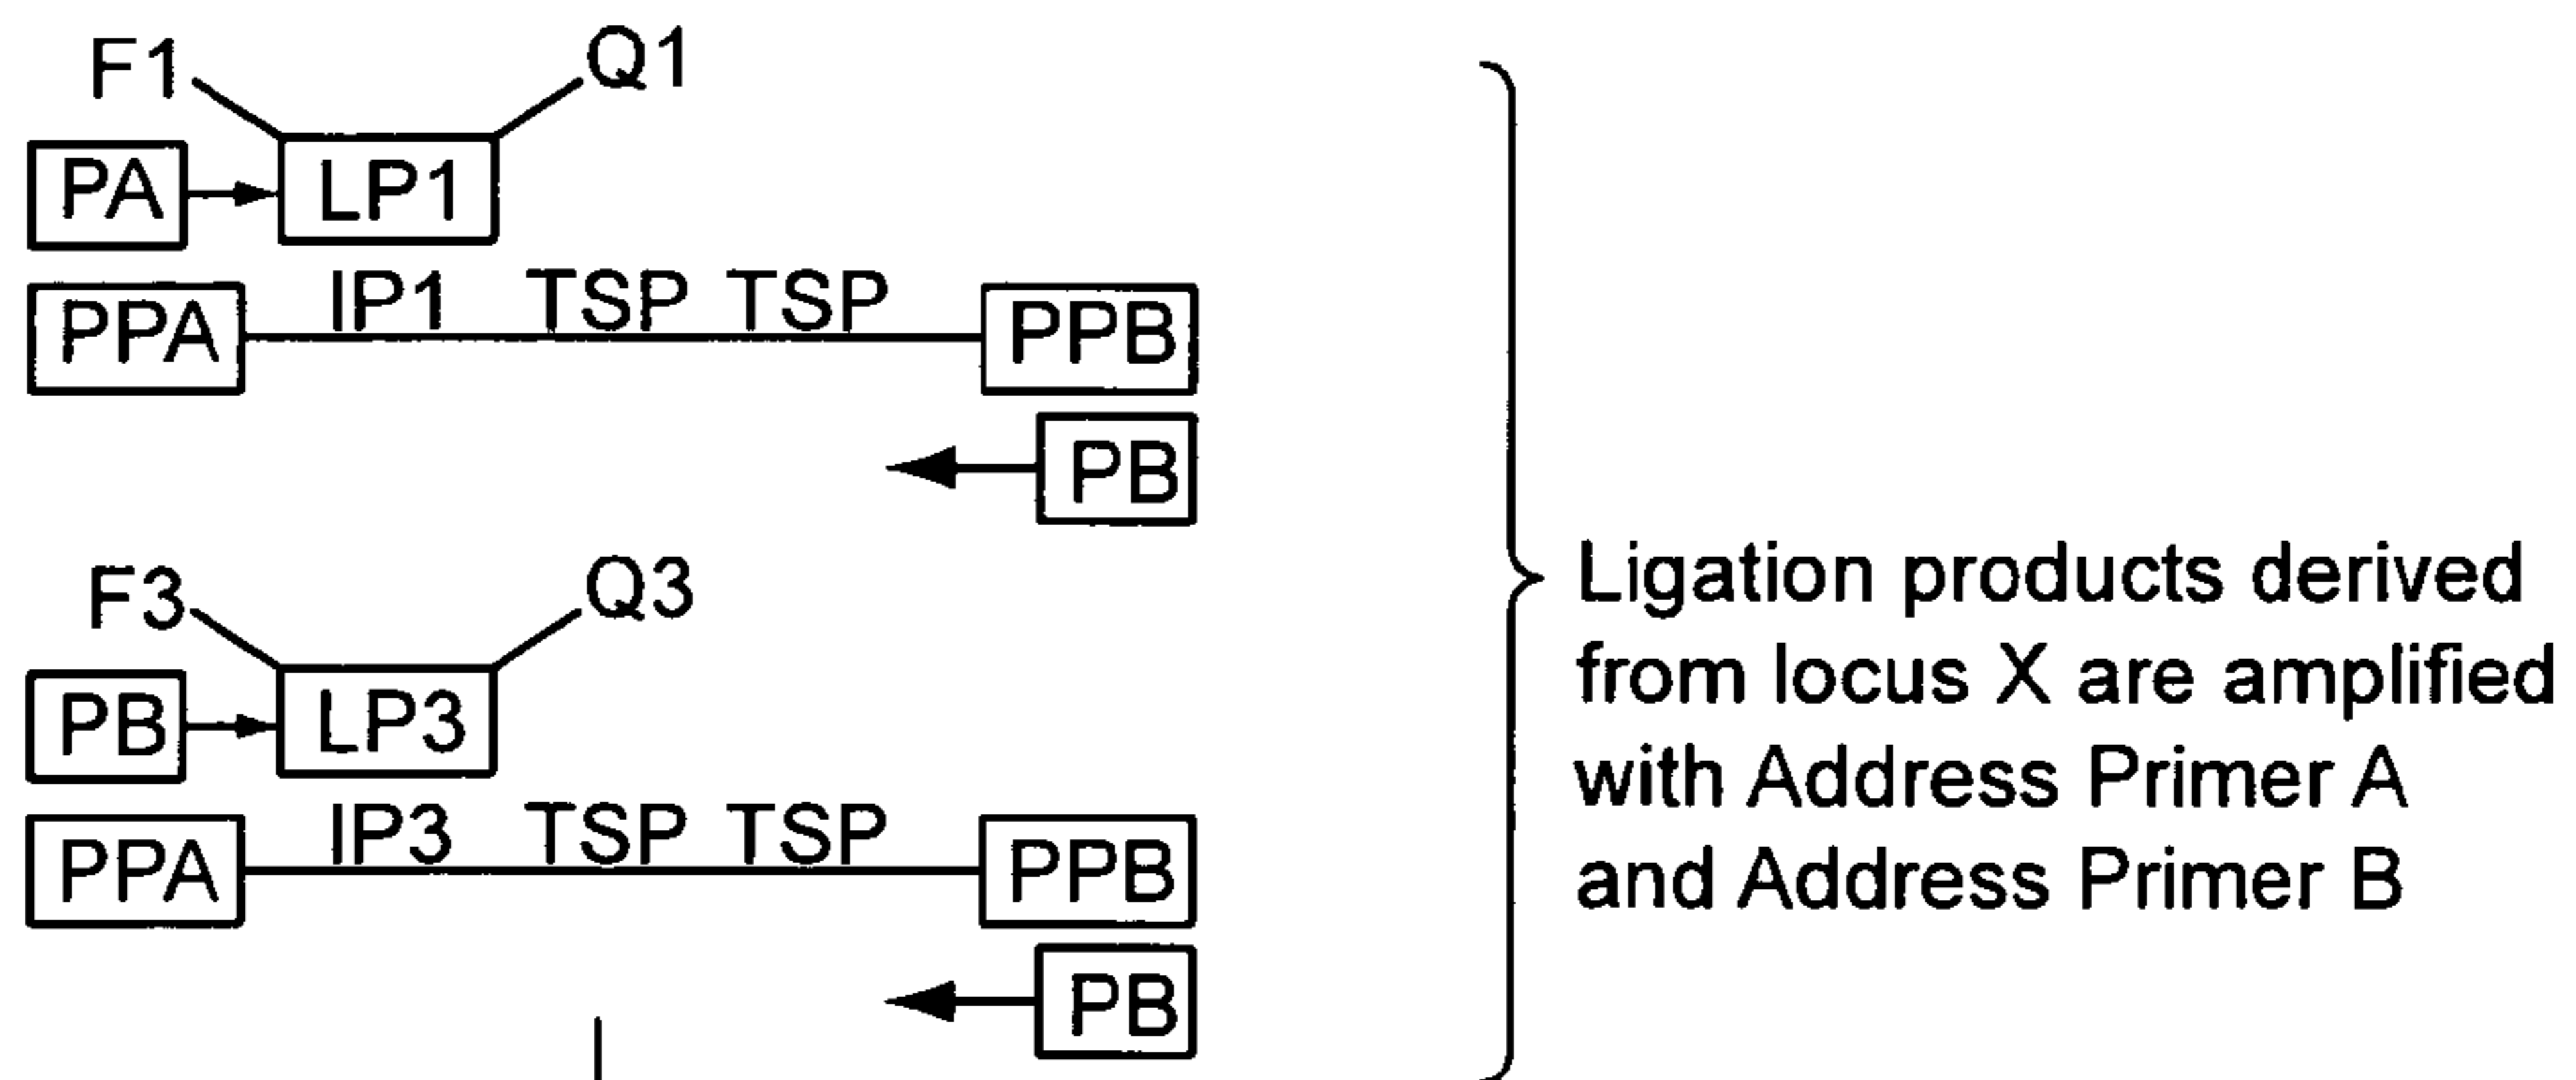 F1 Q1
PA LP1
PPA IP1 TSP TSP PPB
PB
F3 Q3
PB LP3
PPA IP3 TSP TSP PPB
PB
Ligation products derived
from locus X are amplified
with Address Primer A
and Address Primer B